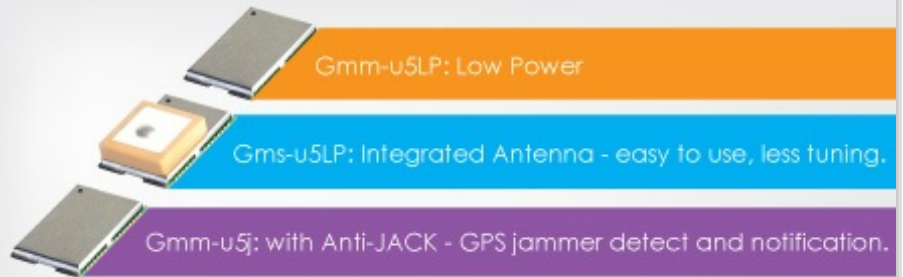 Gmm-u5LP: Low Power
Gms-u5LP: Integrated Antenna - easy to use, less tuning.
Gmm-u5j: with Anti-JACK - GPS jammer detect and notification.